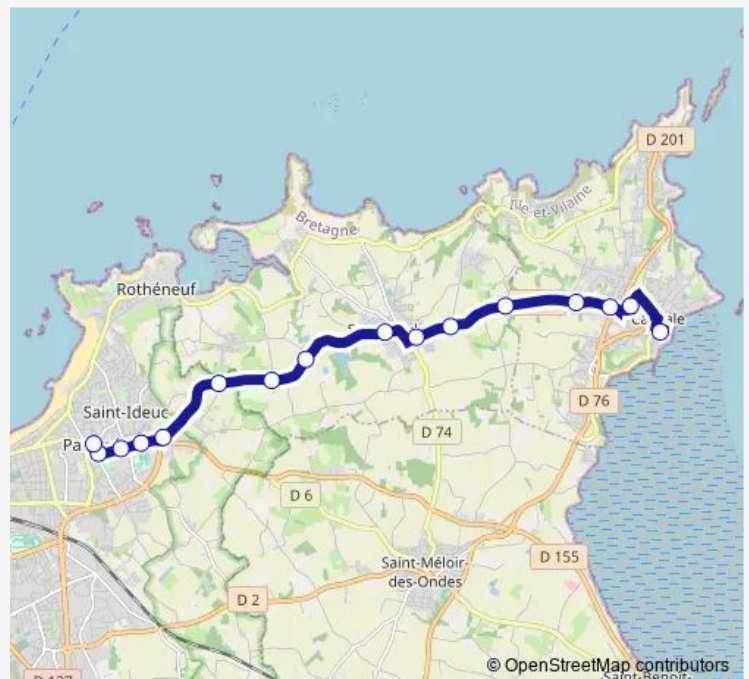 D 201
Ille-et-Vilaine
Bretagne
Rothéneuf
Saint-Ideuc
D 76
D 74
D 6
Saint-Méloir-
des-Ondes
D 155
D 2
© OpenStreetMap contributors